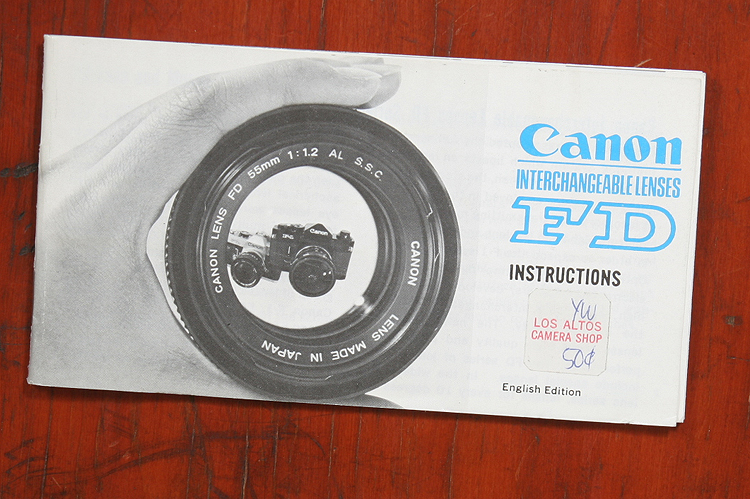 CANON LENS FD 55mm 1:1.2 AL S.S.C.
CANON LENS MADE IN JAPAN
Canon
Canon
INTERCHANGEABLE LENSES
FD
INSTRUCTIONS
YW
LOS ALTOS
CAMERA SHOP
50¢
English Edition